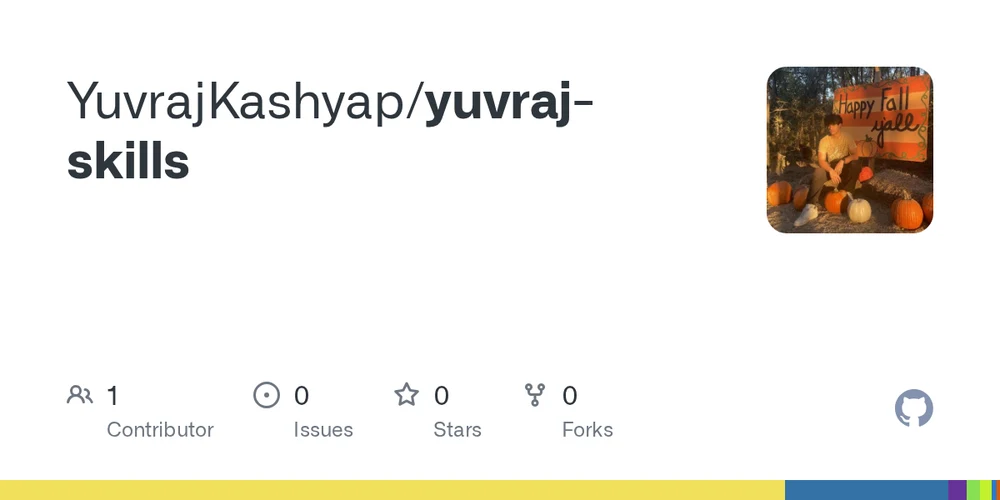 YuvrajKashyap/yuvraj-
skills
Happy Fall
y'all
1
Contributor
0
Issues
0
Stars
0
Forks